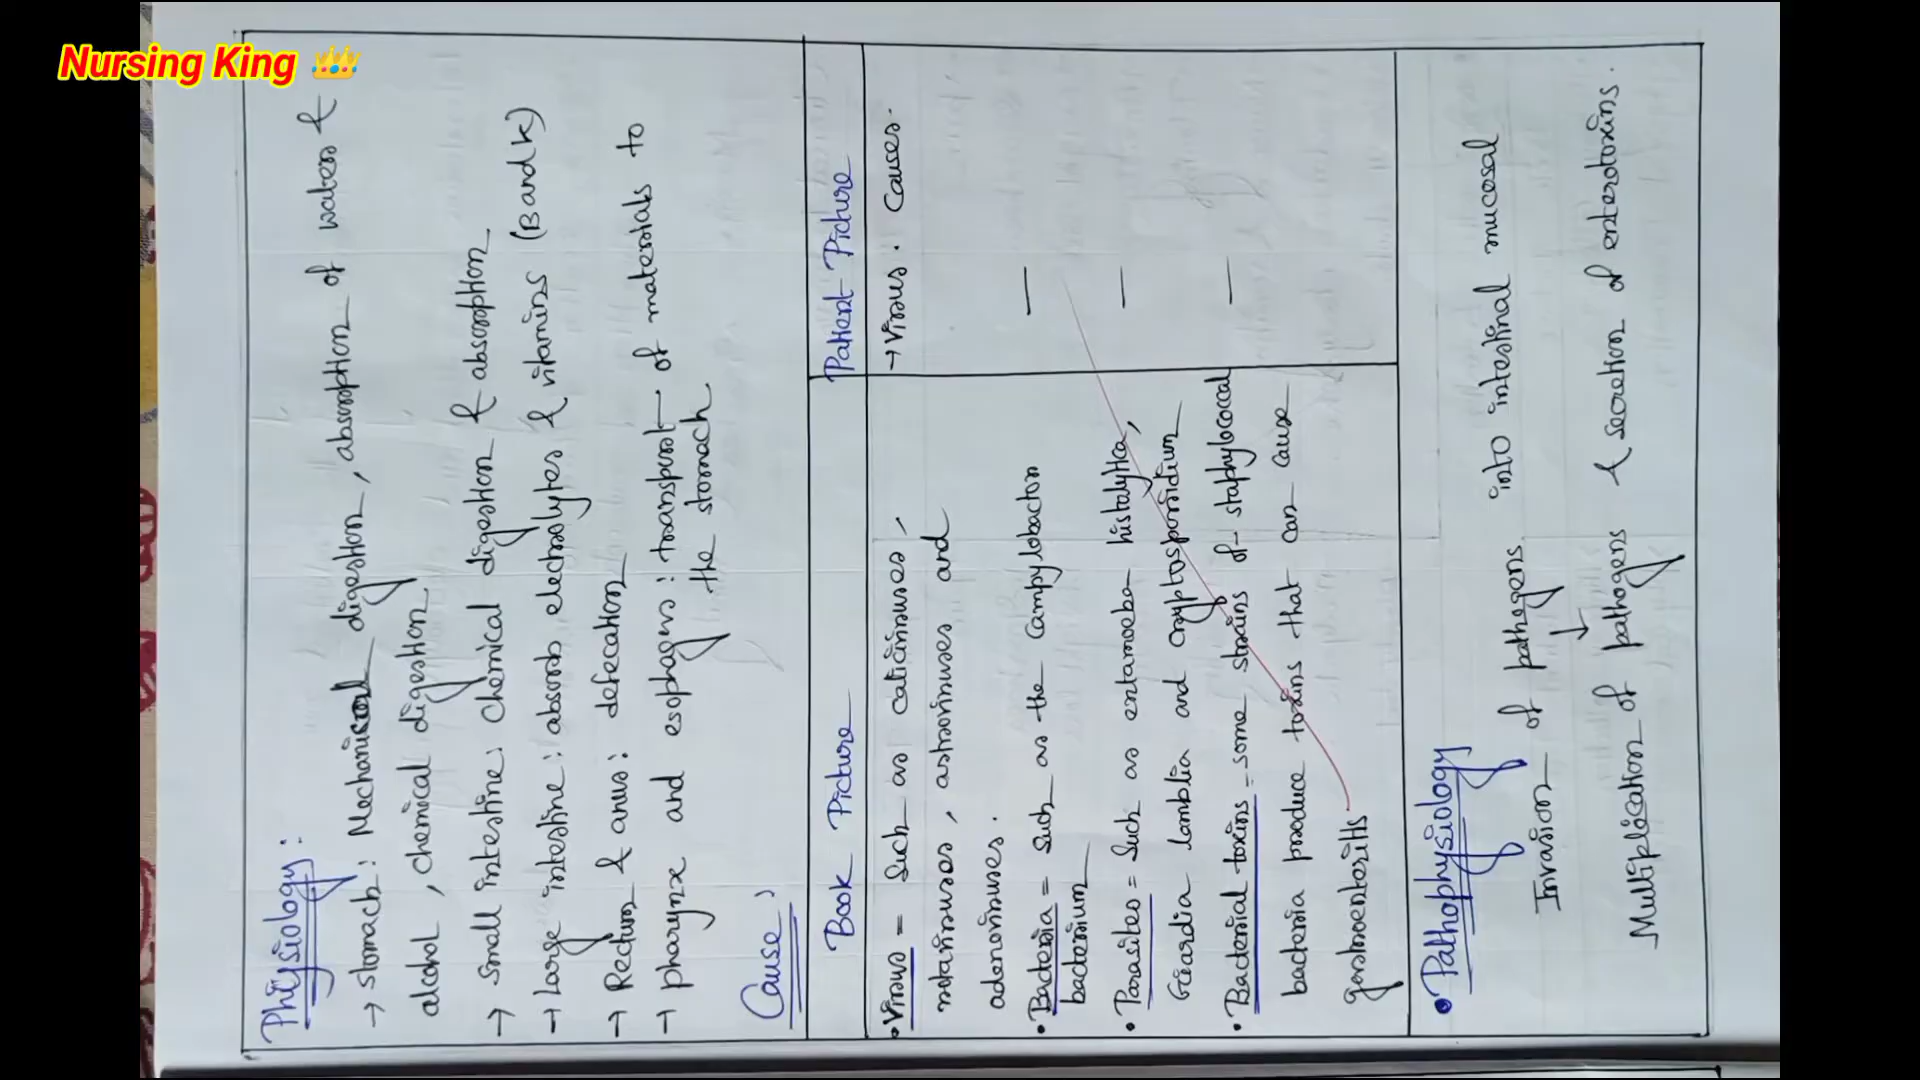 Nursing King
Physiology:
→ stomach: Mechanical digestion, absorption of water &
alcohol, chemical digestion
→ small intestine: chemical digestion & absorption
→ Large intestine: absorb electrolytes & vitamins (B and K)
→ Rectum & anus: defecation
→ pharynx and esophagus: transport of materials to
the stomach
Cause:
Book Picture
Patient Picture
• Virus = Such as caliciviruses,
rotaviruses, astroviruses and
adenoviruses.
→ Virus. causes.
• Bacteria = Such as the campylobacter
bacterium
—
• Parasites = Such as entamoeba histalytica,
Giardia lamblia and cryptosporidium
—
• Bacterial toxins = some strains of staphylococcal
bacteria produce toxins that can cause
gastroenteritis.
—
• Pathophysiology
Invasion of pathogens into intestinal mucosal
↓
Multiplication of pathogens & secretion of enterotoxins.